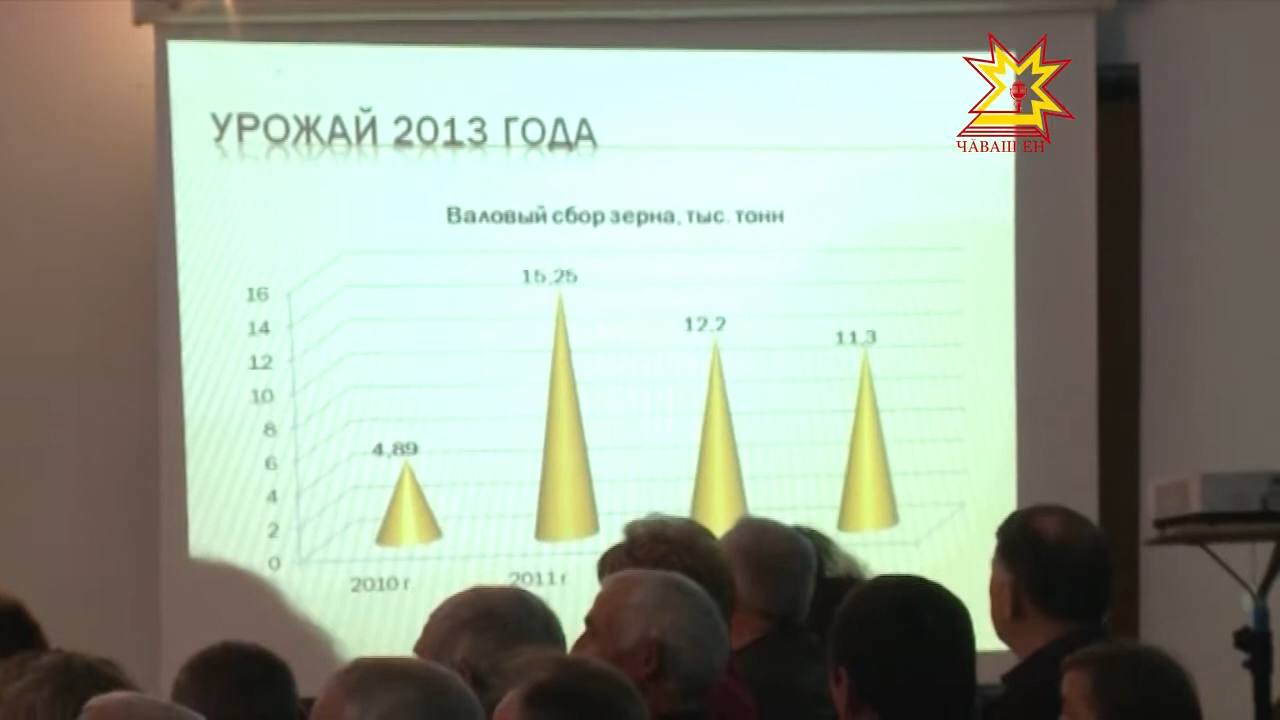 УРОЖАЙ 2013 ГОДА
ЧӐВАШ ЕН
Валовый сбор зерна, тыс. тонн
16
14
12
10
8
6
4
2
0
4,89
15,25
12,2
11,3
2010 г
2011 г